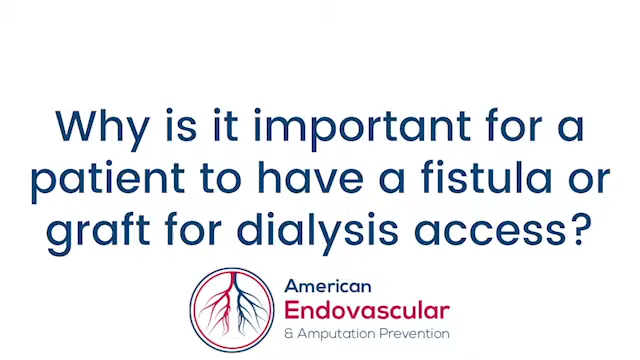 Why is it important for a
patient to have a fistula or
graft for dialysis access?
American
Endovascular
& Amputation Prevention